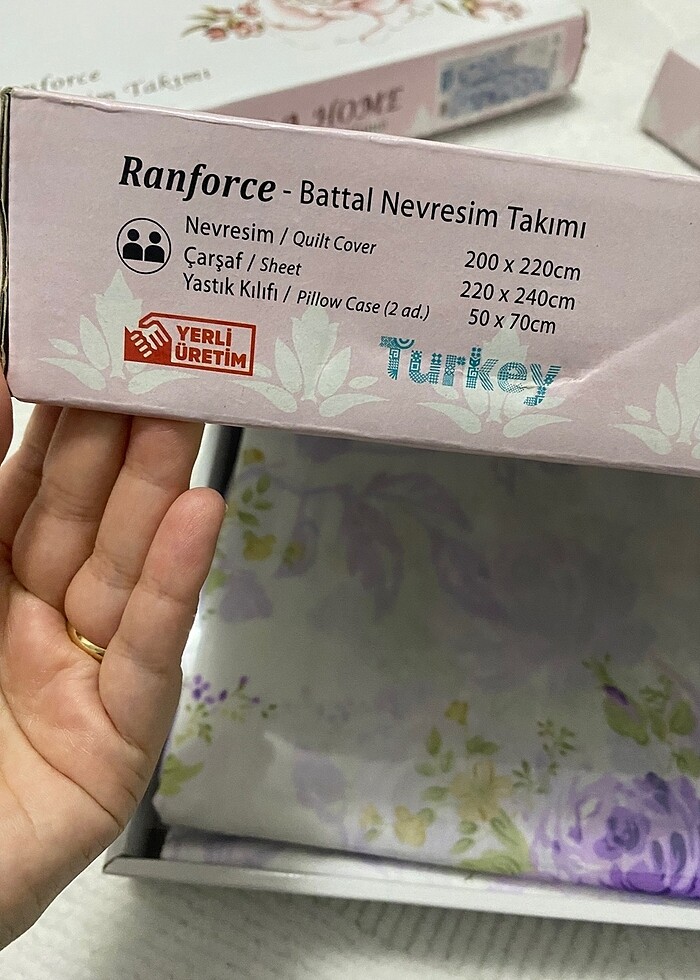 Takımı
HOME
Ranforce - Battal Nevresim Takımı
Nevresim / Quilt Cover 200 x 220cm
Çarşaf / Sheet 220 x 240cm
Yastık Kılıfı / Pillow Case (2 ad.) 50 x 70cm
YERLİ
ÜRETİM
Turkey